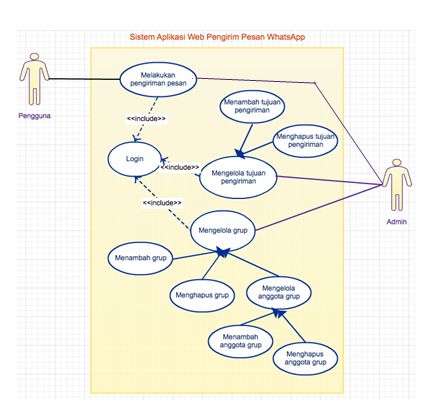 Sistem Aplikasi Web Pengirim Pesan WhatsApp
Melakukan
pengiriman pesan
Pengguna
Menambah tujuan
pengiriman
<<include>>
Menghapus tujuan
pengiriman
Login
<<include>>
Mengelola tujuan
pengiriman
<<include>>
Admin
Mengelola grup
Menambah grup
Menghapus grup
Mengelola
anggota grup
Menambah
anggota grup
Menghapus
anggota grup